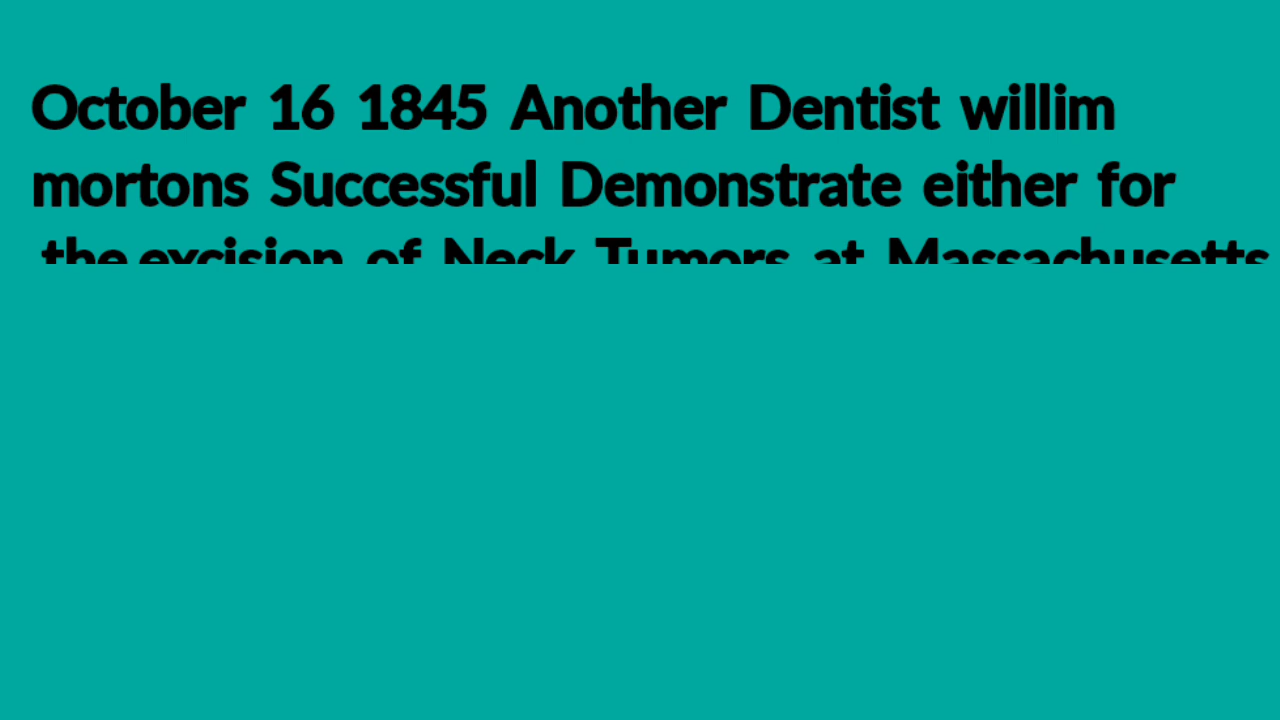 October 16 1845 Another Dentist willim
mortons Successful Demonstrate either for
the excision of Neck Tumors at Massachusetts